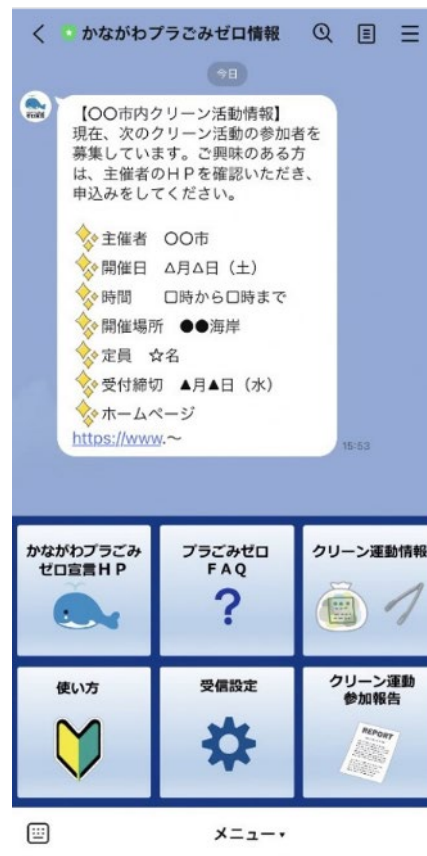 かながわプラごみゼロ情報
今日
【〇〇市内クリーン活動情報】
現在、次のクリーン活動の参加者を
募集しています。ご興味のある方
は、主催者のＨＰを確認いただき、
申込みをしてください。
主催者　〇〇市
開催日　△月△日（土）
時間　　□時から□時まで
開催場所　●●海岸
定員　☆名
受付締切　▲月▲日（水）
ホームページ
https://www.～
15:53
かながわプラごみ
ゼロ宣言ＨＰ
プラごみゼロ
ＦＡＱ
?
クリーン運動情報
使い方
受信設定
クリーン運動
参加報告
REPORT
メニュー▾